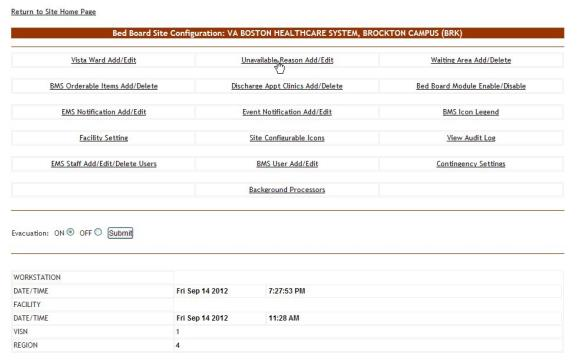 Return to Site Home Page
Bed Board Site Configuration: VA BOSTON HEALTHCARE SYSTEM, BROCKTON CAMPUS (BRK)
Vista Ward Add/Edit Unavailable Reason Add/Edit Waiting Area Add/Delete
BMS Orderable Items Add/Delete Discharge Appt Clinics Add/Delete Bed Board Module Enable/Disable
EMS Notification Add/Edit Event Notification Add/Edit BMS Icon Legend
Facility Setting Site Configurable Icons View Audit Log
EMS Staff Add/Edit/Delete Users BMS User Add/Edit Contingency Settings
Background Processors
Evacuation: ON OFF Submit
WORKSTATION
DATE/TIME Fri Sep 14 2012 7:27:53 PM
FACILITY
DATE/TIME Fri Sep 14 2012 11:28 AM
VISN 1
REGION 4